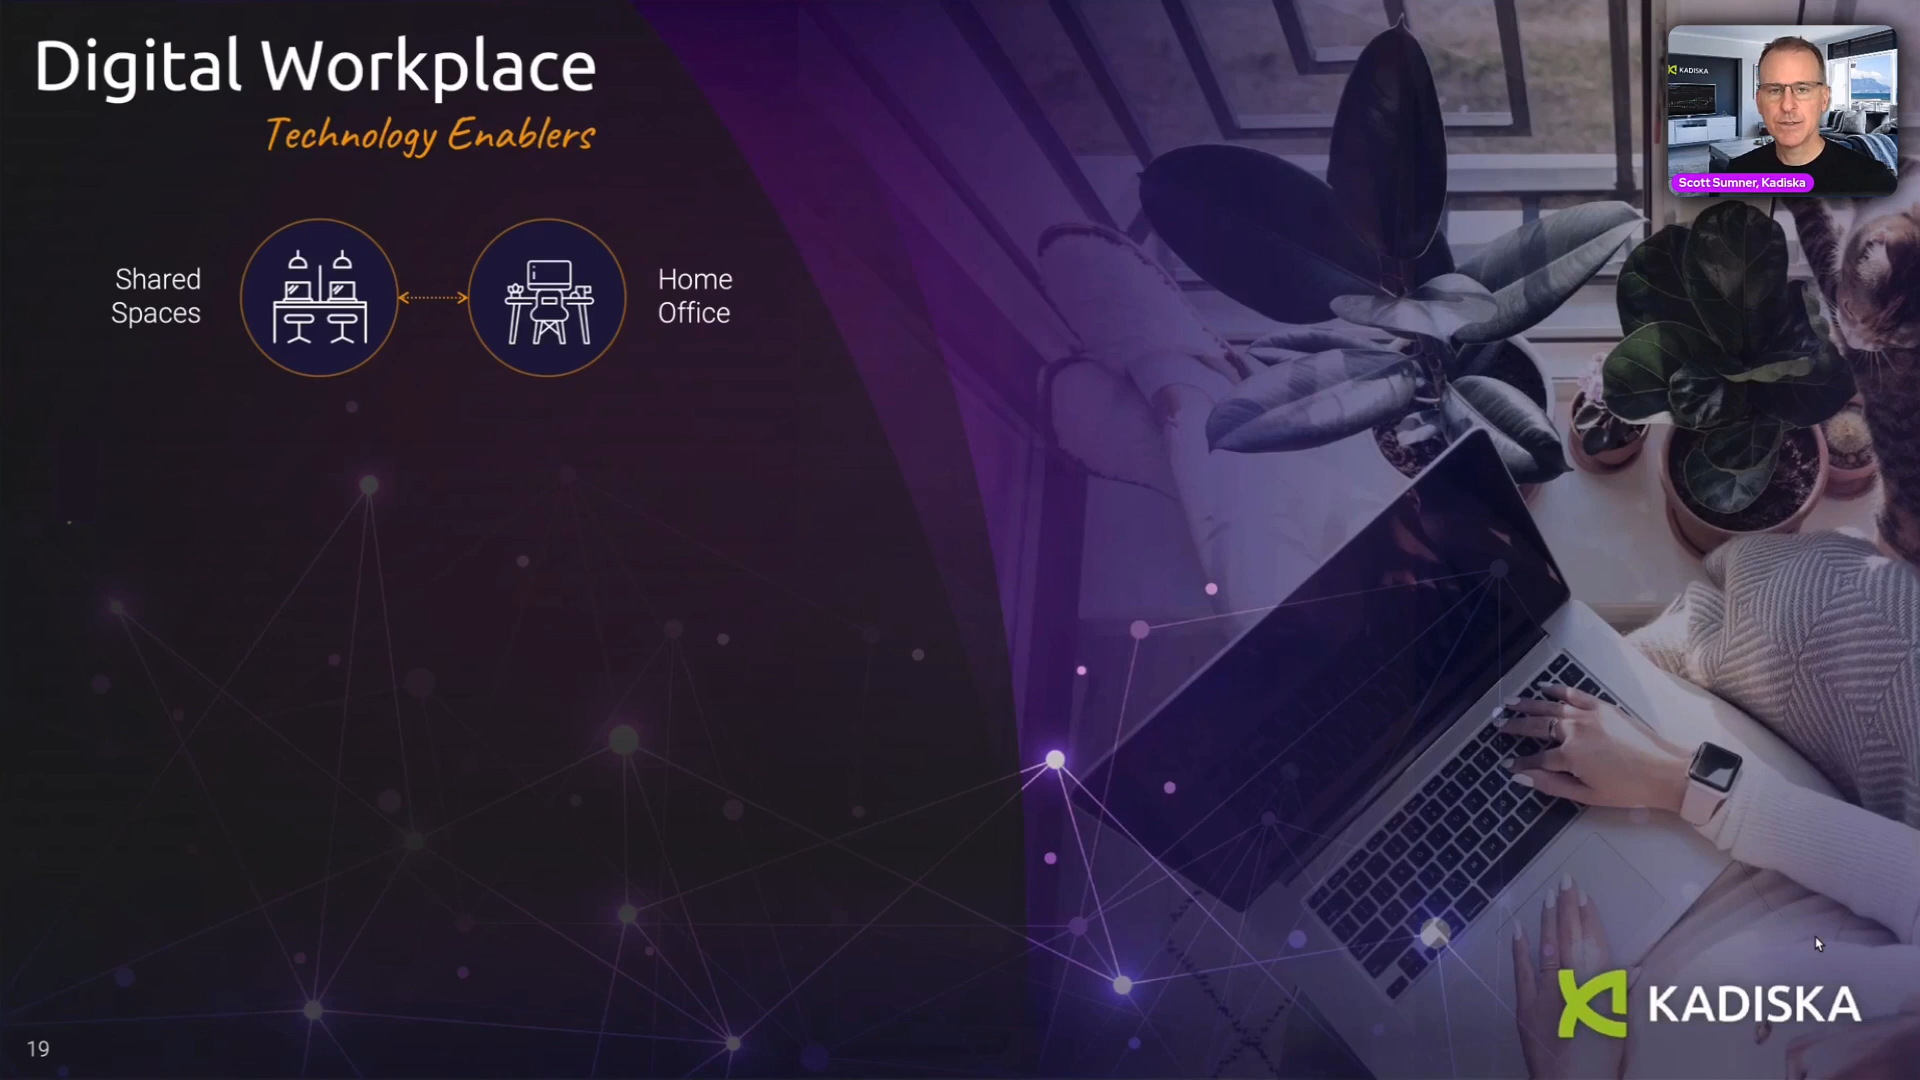 Digital Workplace
Technology Enablers
Shared
Spaces
Home
Office
KADISKA
Scott Sumner, Kadiska
KADISKA
19